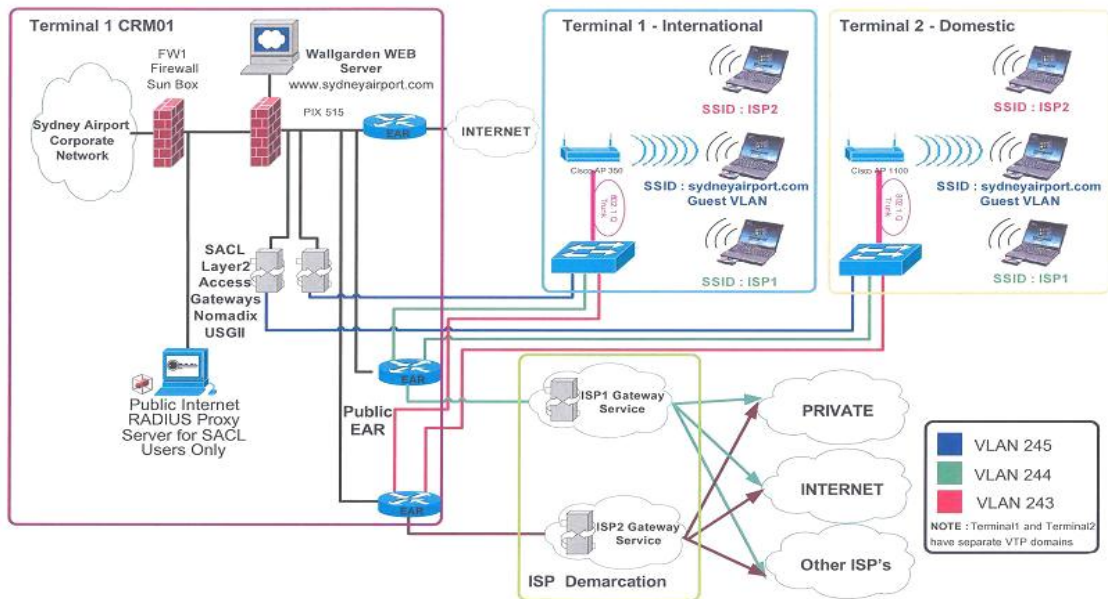 Terminal 1 CRM01
FW1
Firewall
Sun Box
Wallgarden WEB
Server
www.sydneyairport.com
PIX 515
Sydney Airport
Corporate
Network
EAR
INTERNET
SACL
Layer2
Access
Gateways
Nomadix
USGII
Public Internet
RADIUS Proxy
Server for SACL
Users Only
EAR
Public
EAR
EAR
Terminal 1 - International
SSID : ISP2
Cisco AP 350
SSID : sydneyairport.com
Guest VLAN
802.1Q
Trunk
SSID : ISP1
Terminal 2 - Domestic
SSID : ISP2
Cisco AP 1100
SSID : sydneyairport.com
Guest VLAN
802.1Q
Trunk
SSID : ISP1
ISP1 Gateway
Service
ISP2 Gateway
Service
ISP Demarcation
PRIVATE
INTERNET
Other ISP's
VLAN 245
VLAN 244
VLAN 243
NOTE : Terminal1 and Terminal2
have separate VTP domains